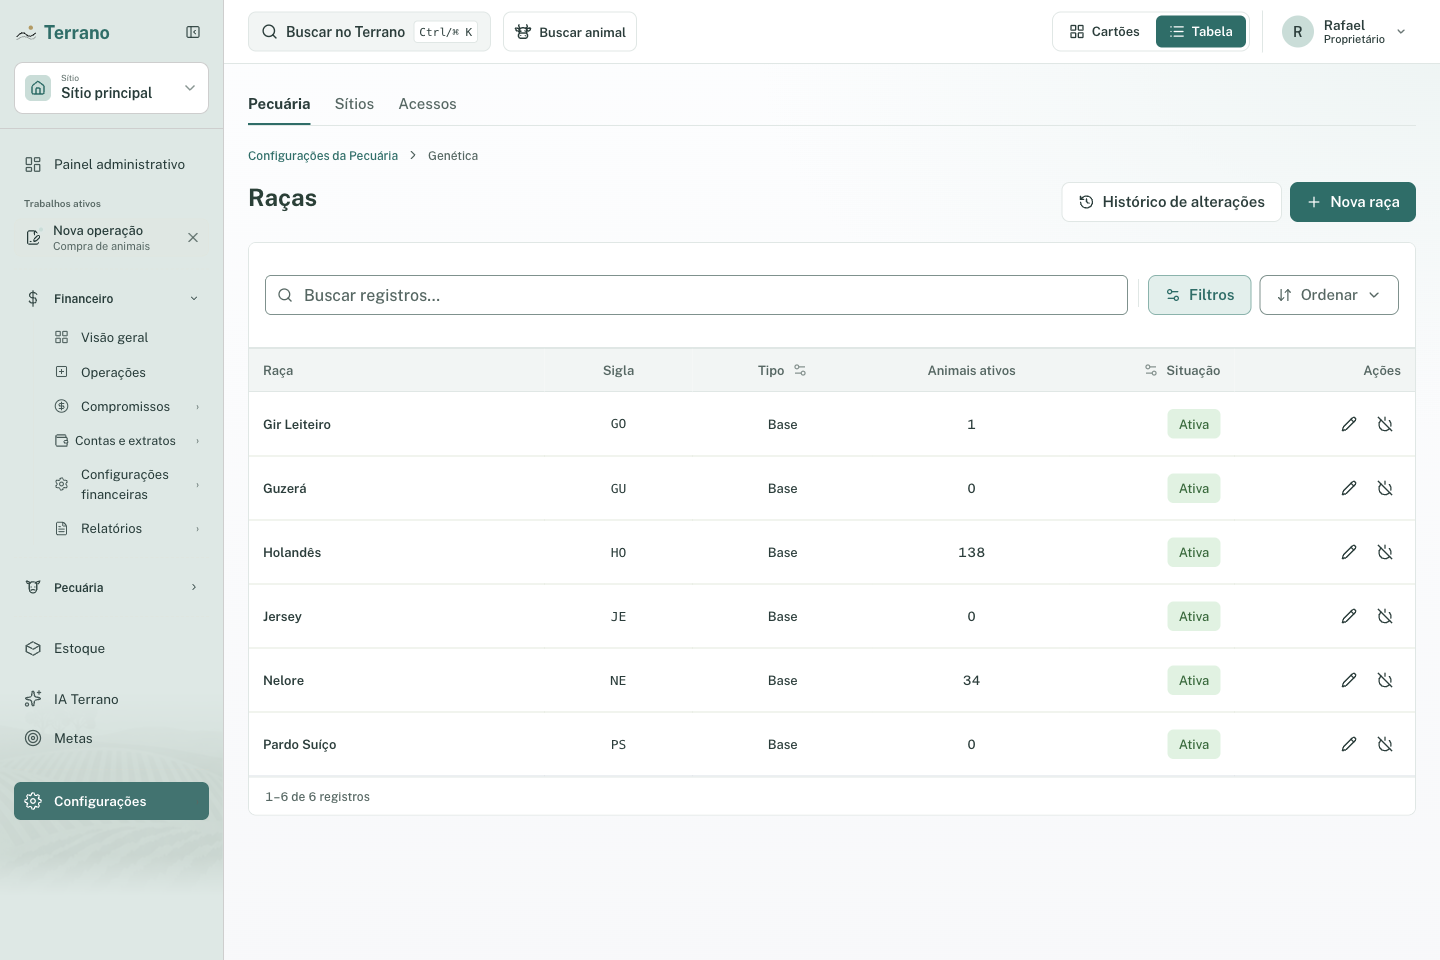 Terrano
Sítio
Sítio principal
Painel administrativo
Trabalhos ativos
Nova operação
Compra de animais
Financeiro
Visão geral
Operações
Compromissos
Contas e extratos
Configurações
financeiras
Relatórios
Pecuária
Estoque
IA Terrano
Metas
Configurações
Buscar no Terrano Ctrl/⌘ K
Buscar animal
Cartões
Tabela
R
Rafael
Proprietário
Pecuária Sítios Acessos
Configurações da Pecuária > Genética
Raças
Histórico de alterações
+ Nova raça
Buscar registros...
Filtros
Ordenar
Raça Sigla Tipo Animais ativos Situação Ações
Gir Leiteiro GO Base 1 Ativa
Guzerá GU Base 0 Ativa
Holandês HO Base 138 Ativa
Jersey JE Base 0 Ativa
Nelore NE Base 34 Ativa
Pardo Suíço PS Base 0 Ativa
1–6 de 6 registros